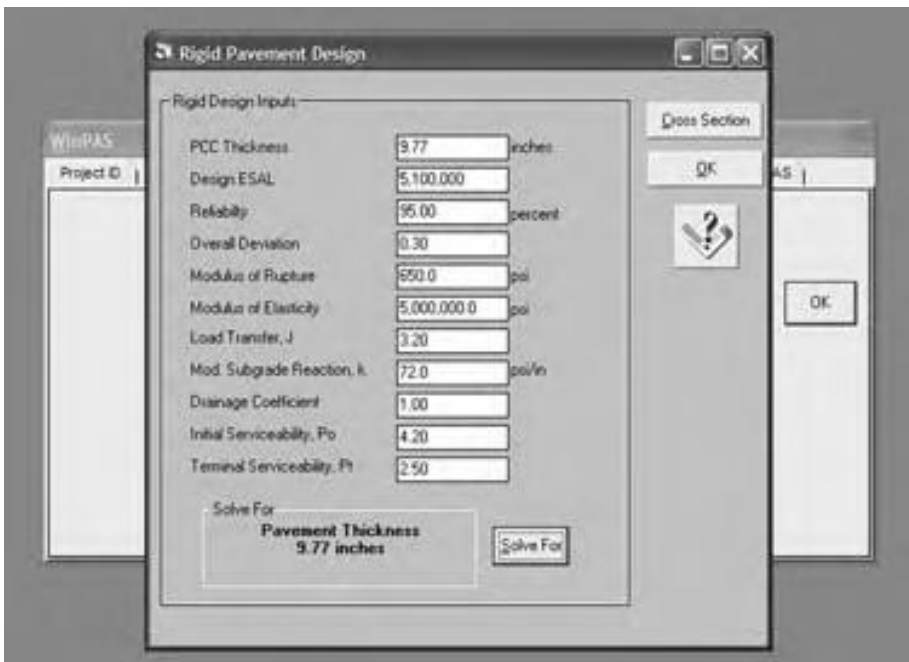 Rigid Pavement Design
WinPAS
Project ID
AS
OK
Rigid Design Inputs
PCC Thickness 9.77 inches
Design ESAL 5,100,000
Reliabilty 95.00 percent
Overall Deviation 0.30
Modulus of Rupture 650.0 psi
Modulus of Elasticity 5,000,000.0 psi
Load Transfer, J 3.20
Mod. Subgrade Reaction, k 72.0 psi/in
Drainage Coefficient 1.00
Initial Serviceability, Po 4.20
Terminal Serviceability, Pt 2.50
Solve For
Pavement Thickness
9.77 inches
Solve For
Cross Section
OK
?